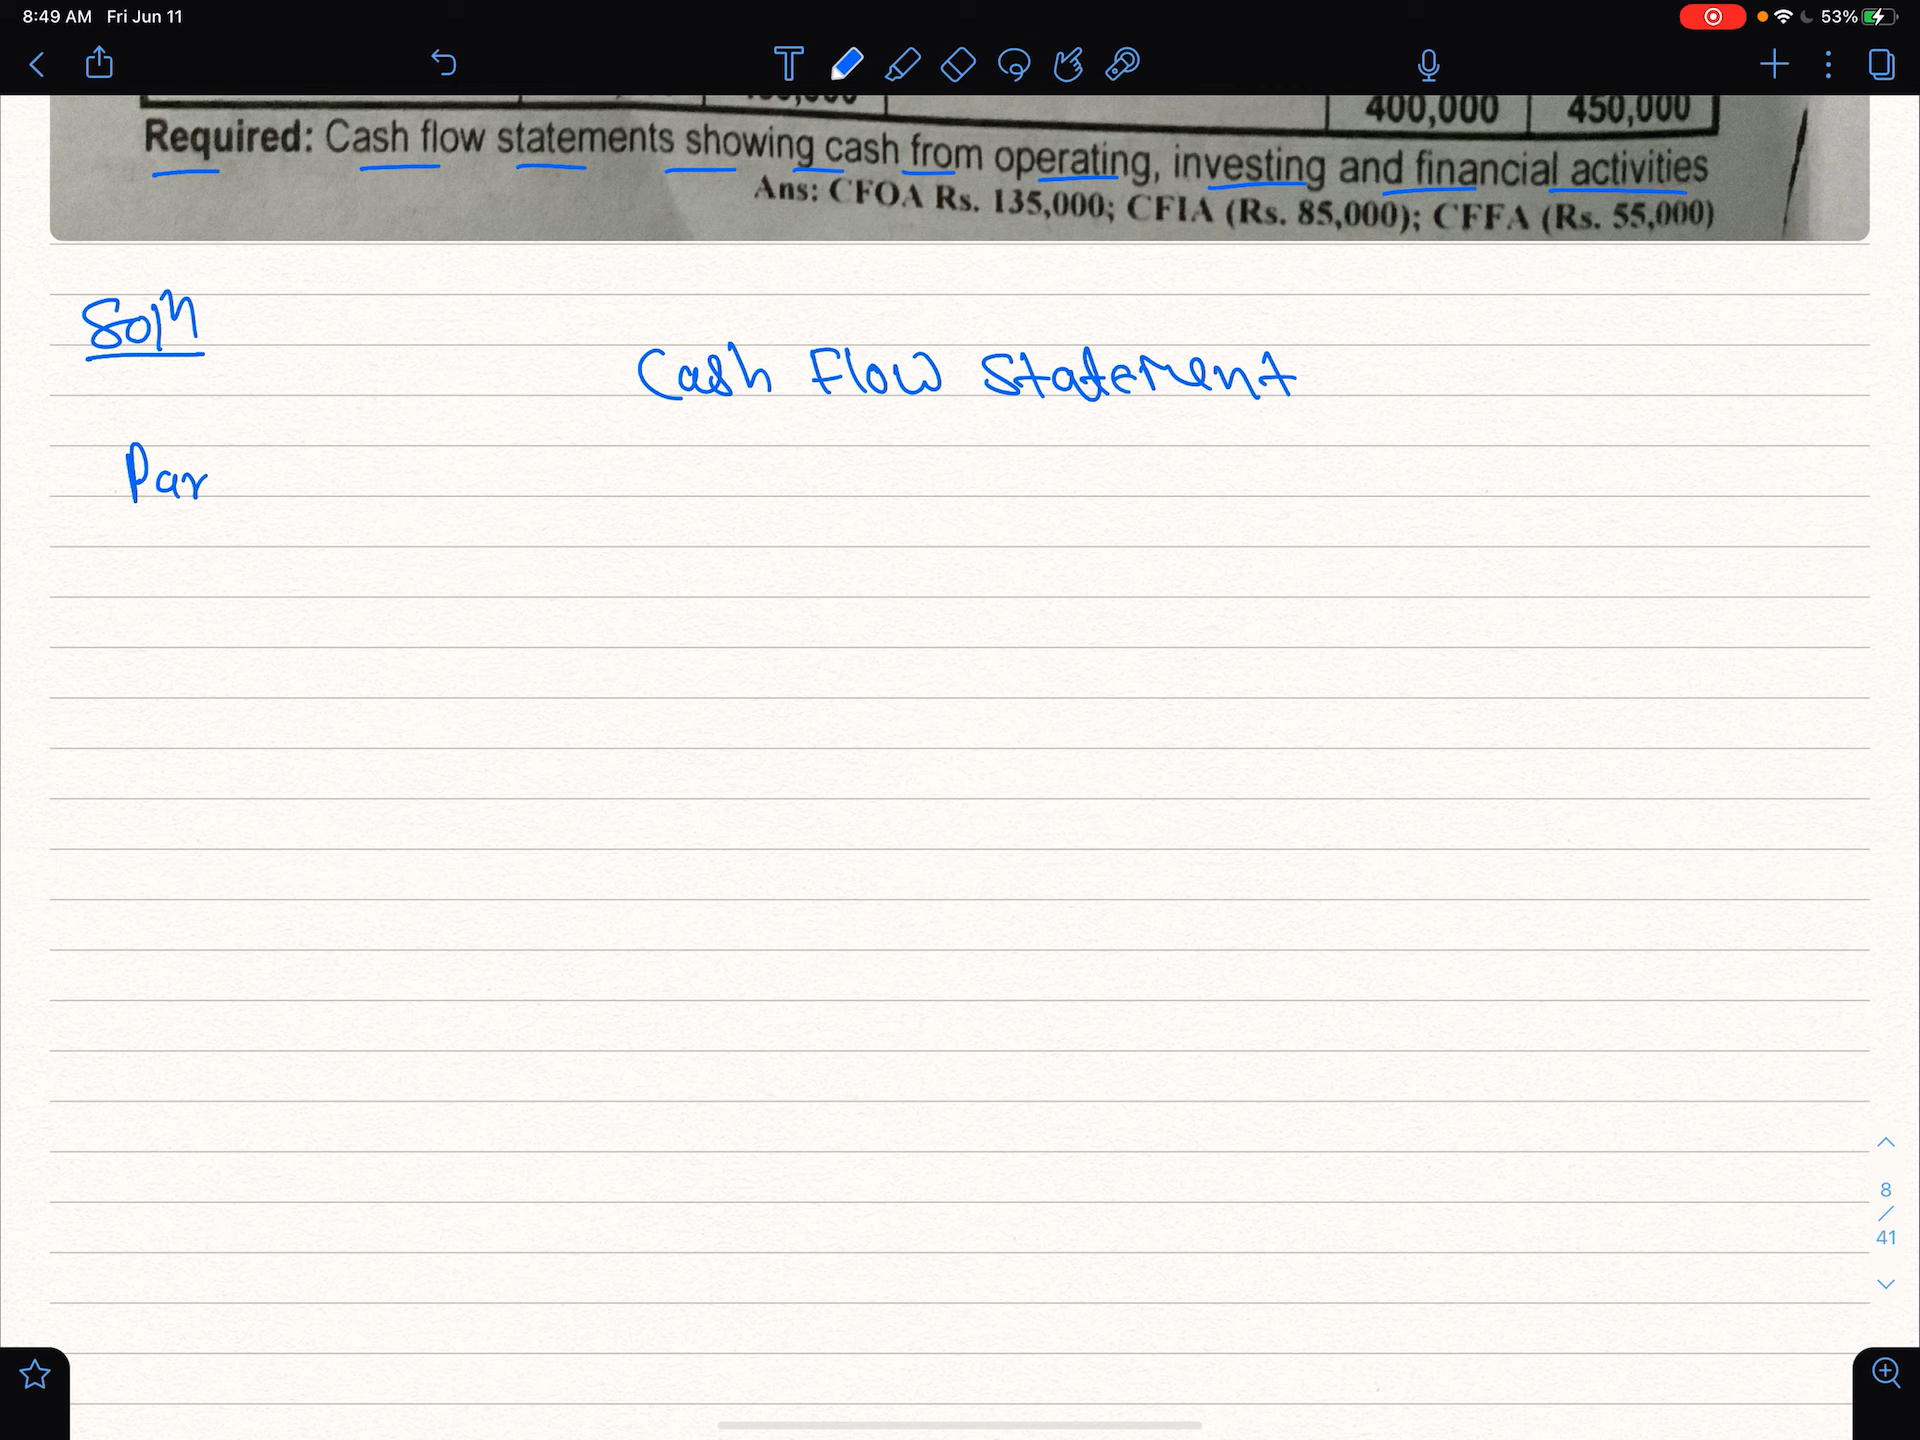 8:49 AM Fri Jun 11
53%
400,000 450,000
Required: Cash flow statements showing cash from operating, investing and financial activities
Ans: CFOA Rs. 135,000; CFIA (Rs. 85,000); CFFA (Rs. 55,000)
Soln
Cash Flow Statement
Par
8
/
41